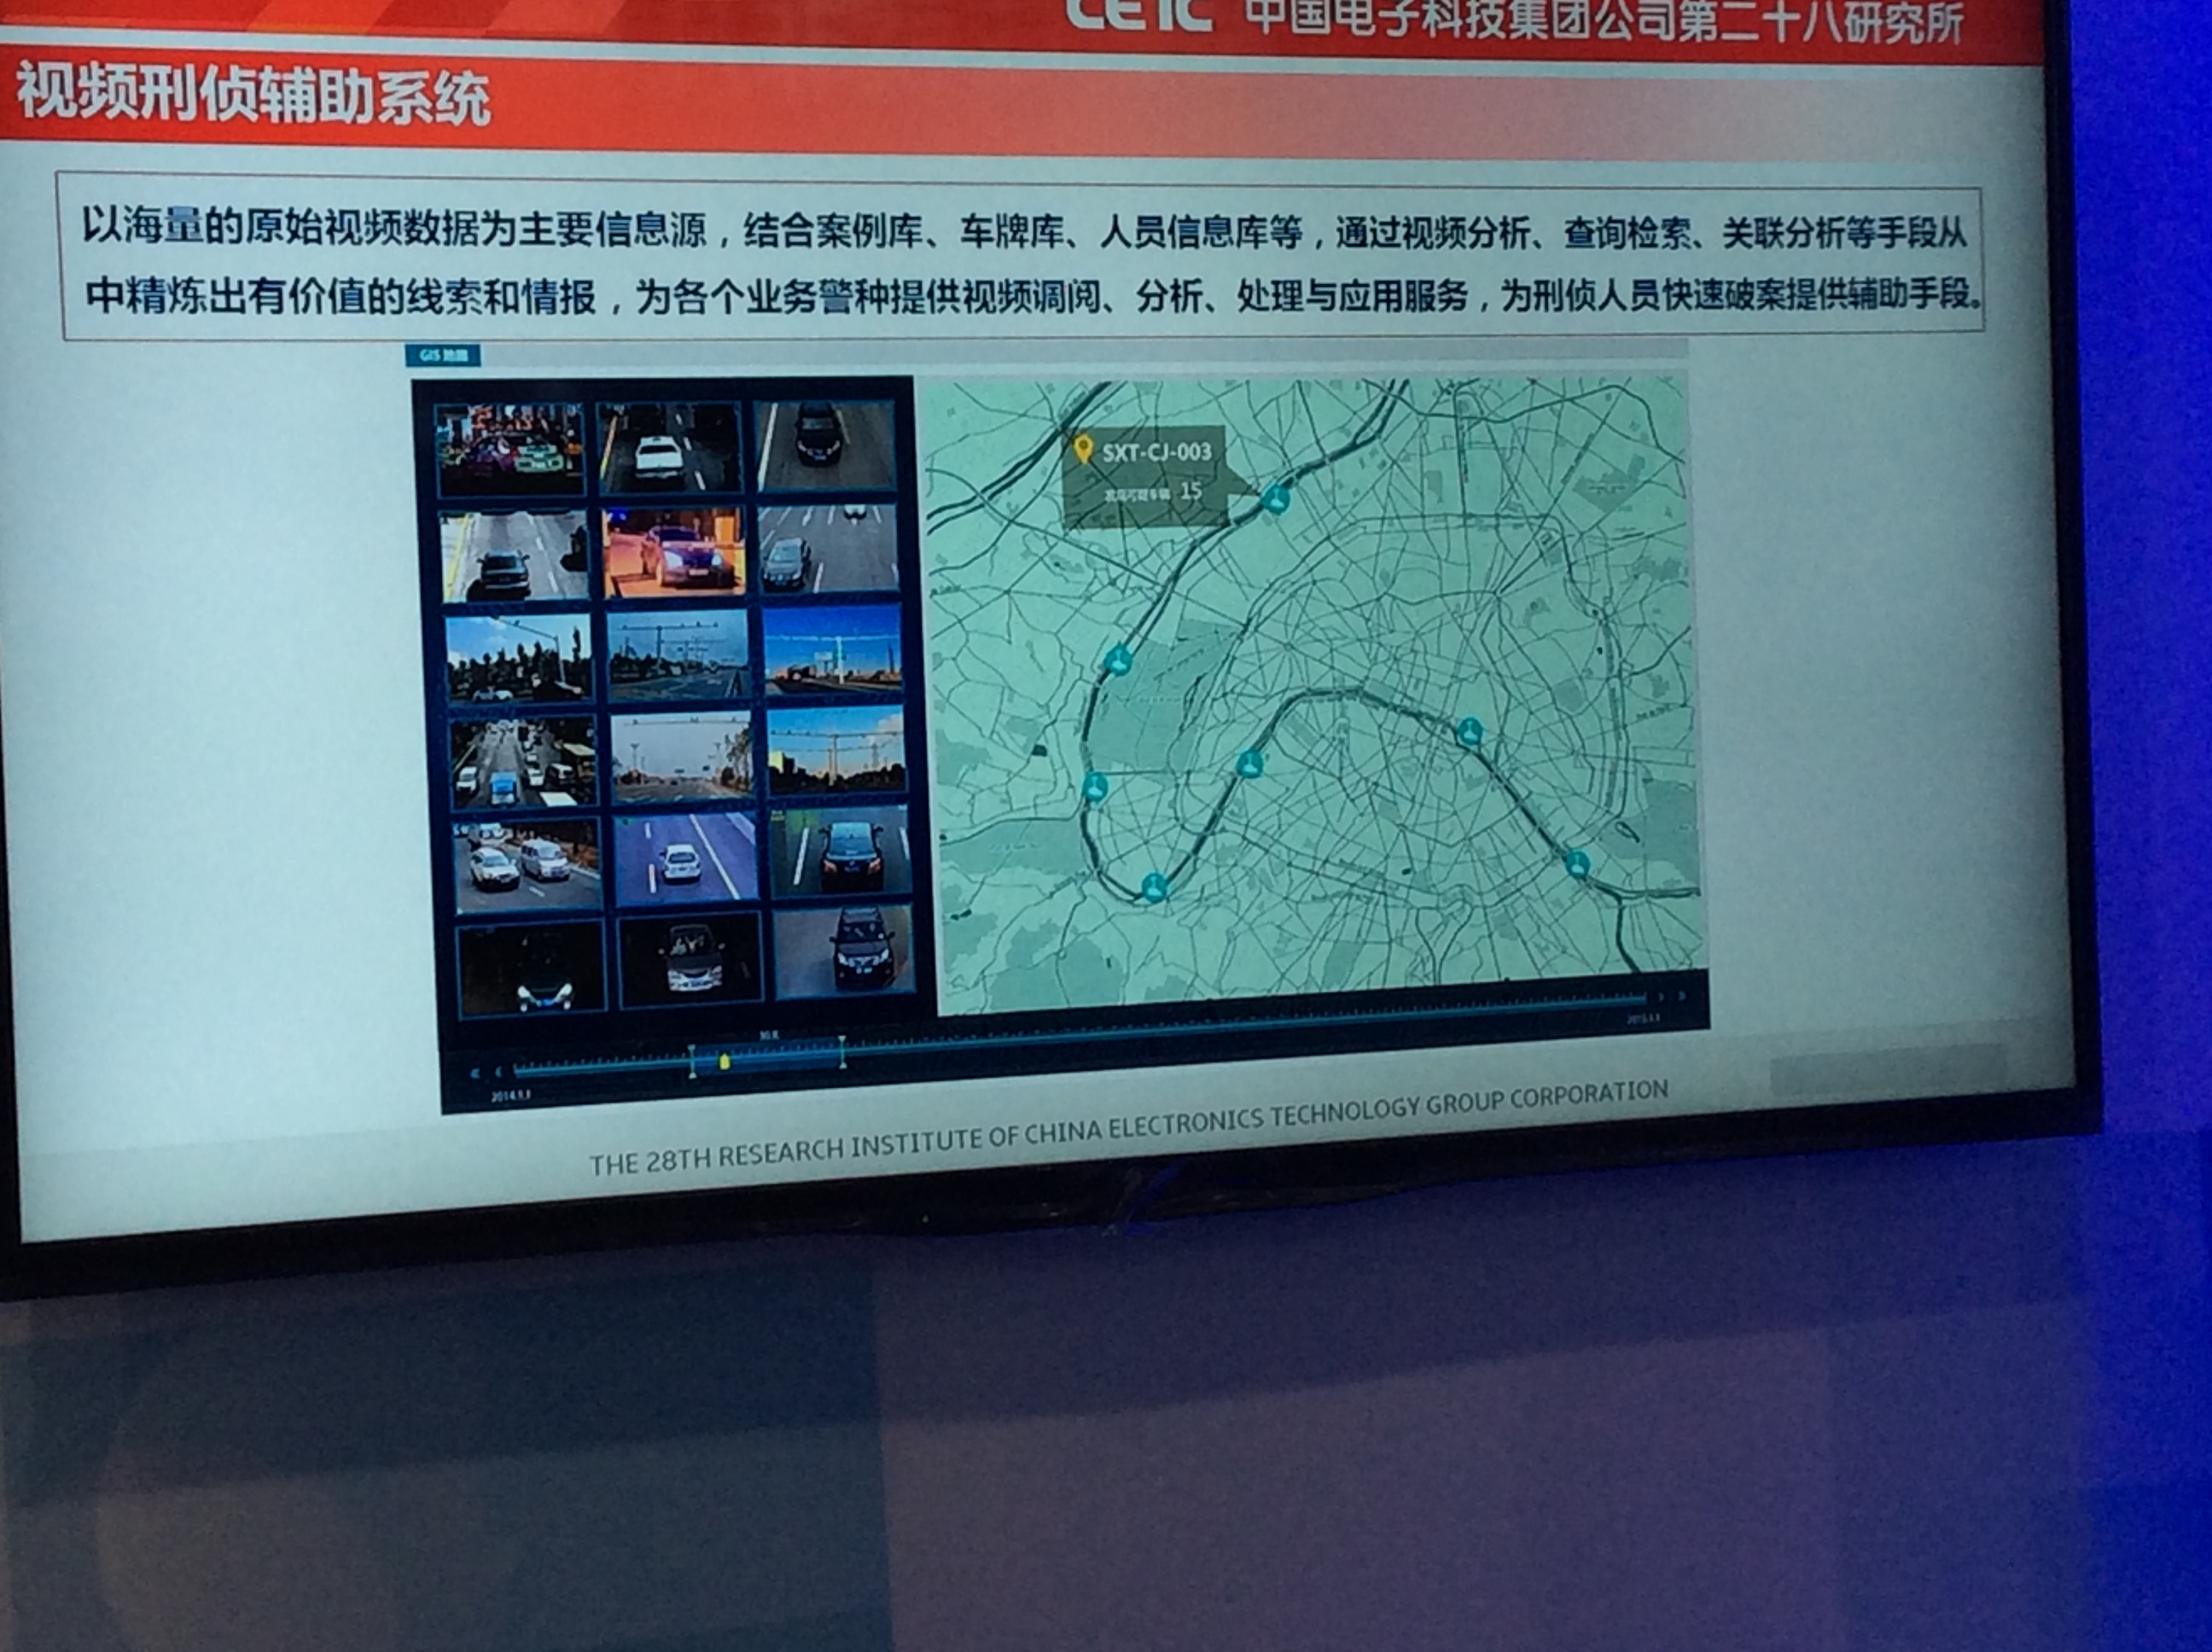 CETC 中国电子科技集团公司第二十八研究所
视频刑侦辅助系统
以海量的原始视频数据为主要信息源，结合案例库、车牌库、人员信息库等，通过视频分析、查询检索、关联分析等手段从
中精炼出有价值的线索和情报，为各个业务警种提供视频调阅、分析、处理与应用服务，为刑侦人员快速破案提供辅助手段。
GIS 地图
SXT-CJ-003
15
THE 28TH RESEARCH INSTITUTE OF CHINA ELECTRONICS TECHNOLOGY GROUP CORPORATION